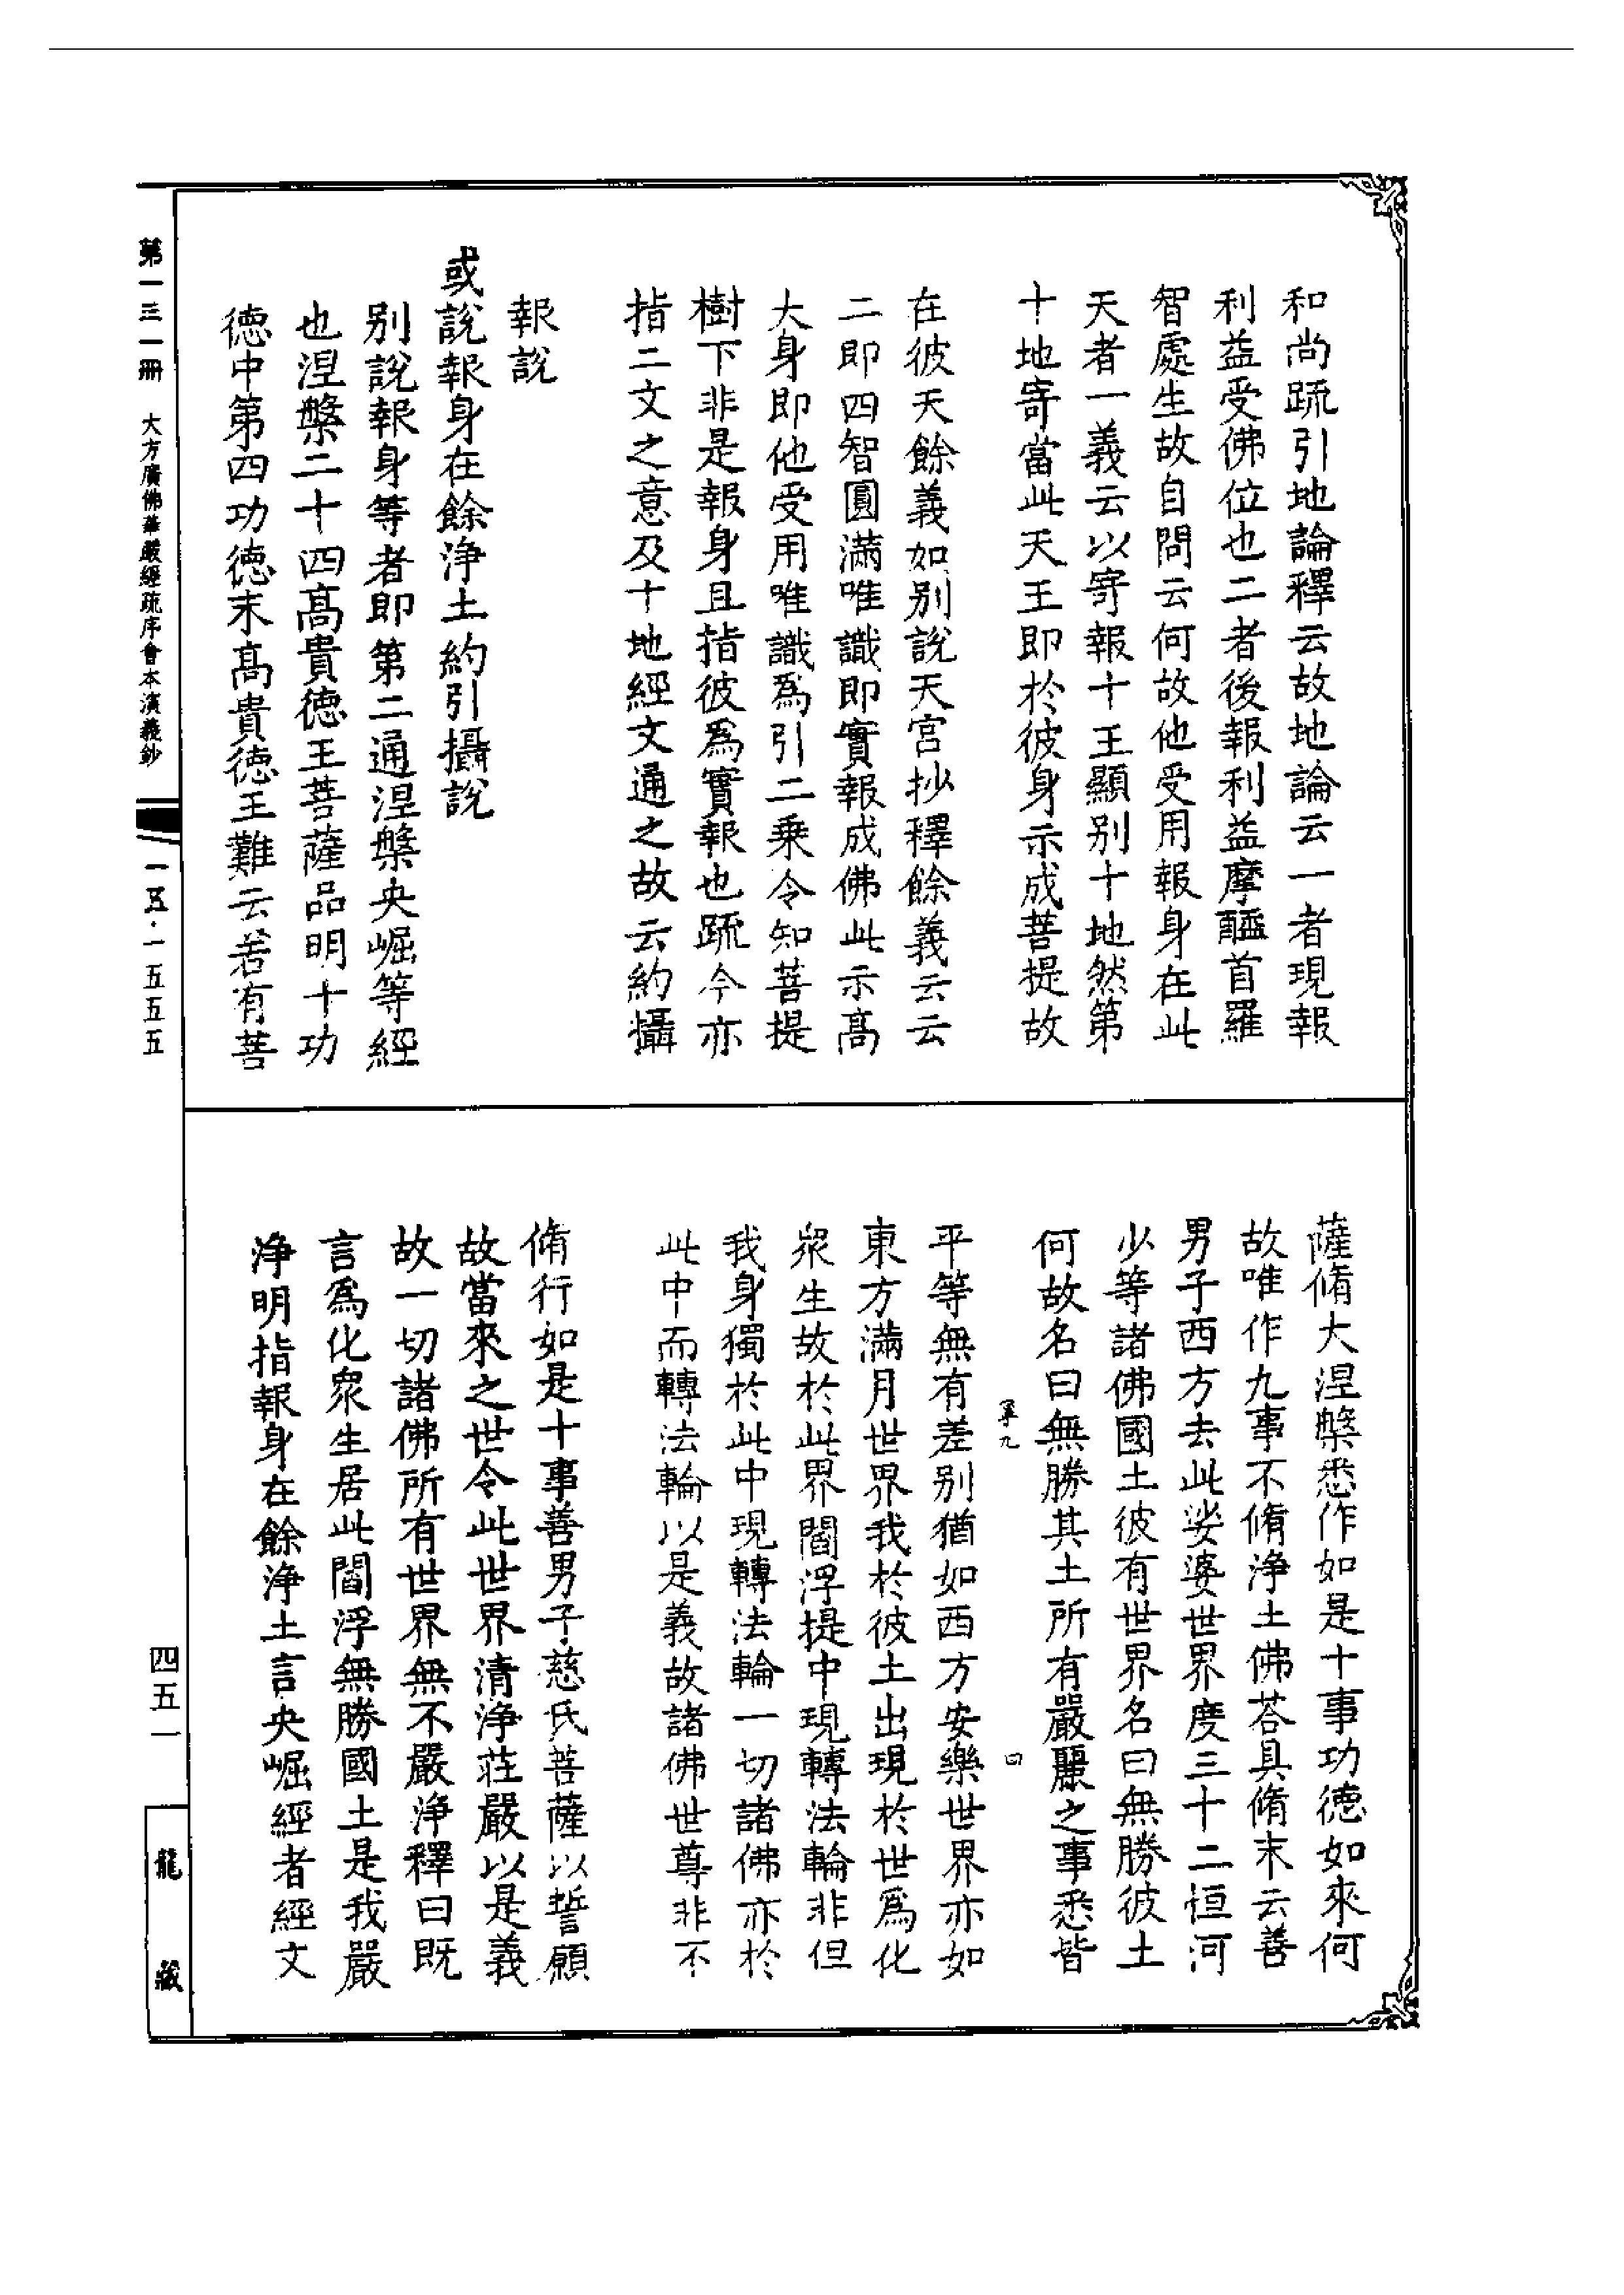 和尚疏引地論釋云故地論云一者現報
利益受佛位也二者後報利益摩醯首羅
智處生故自問云何故他受用報身在此
天者一義云以寄報十王顯別十地然第
十地寄當此天王即於彼身示成菩提故
在彼天餘義如別說天宮抄釋餘義云云
二即四智圓滿唯識即實報成佛此示高
大身即他受用唯識為引二乘令知菩提
樹下非是報身且指彼為實報也疏今亦
指二文之意及十地經文通之故云約攝
報說
或說報身在餘淨土約引攝說
別說報身等者即第二通涅槃央崛等經
也涅槃二十四高貴德王菩薩品明十功
德中第四功德末高貴德王難云若有菩
薩脩大涅槃悉作如是十事功德如來何
故唯作九事不脩淨土佛荅具脩末云善
男子西方去此娑婆世界度三十二恒河
少等諸佛國土彼有世界名曰無勝彼土
何故名曰無勝其土所有嚴麗之事悉皆
平等無有差別猶如西方安樂世界亦如
東方滿月世界我於彼土出現於世為化
眾生故於此界閻浮提中現轉法輪非但
我身獨於此中現轉法輪一切諸佛亦於
此中而轉法輪以是義故諸佛世尊非不
脩行如是十事善男子慈氏菩薩以誓願
故當來之世令此世界清淨莊嚴以是義
故一切諸佛所有世界無不嚴淨釋曰既
言為化眾生居此閻浮無勝國土是我嚴
淨明指報身在餘淨土言央崛經者經文
第一三一冊 大方廣佛華嚴經疏序會本演義鈔
一五·一五五五
四五一
龍藏